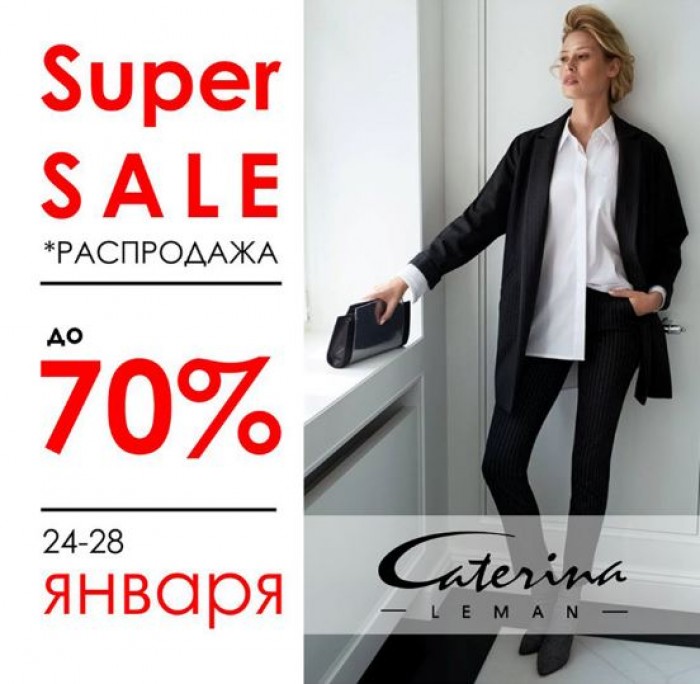 Super
SALE
*РАСПРОДАЖА
до
70%
24-28
января
Caterina
LEMAN